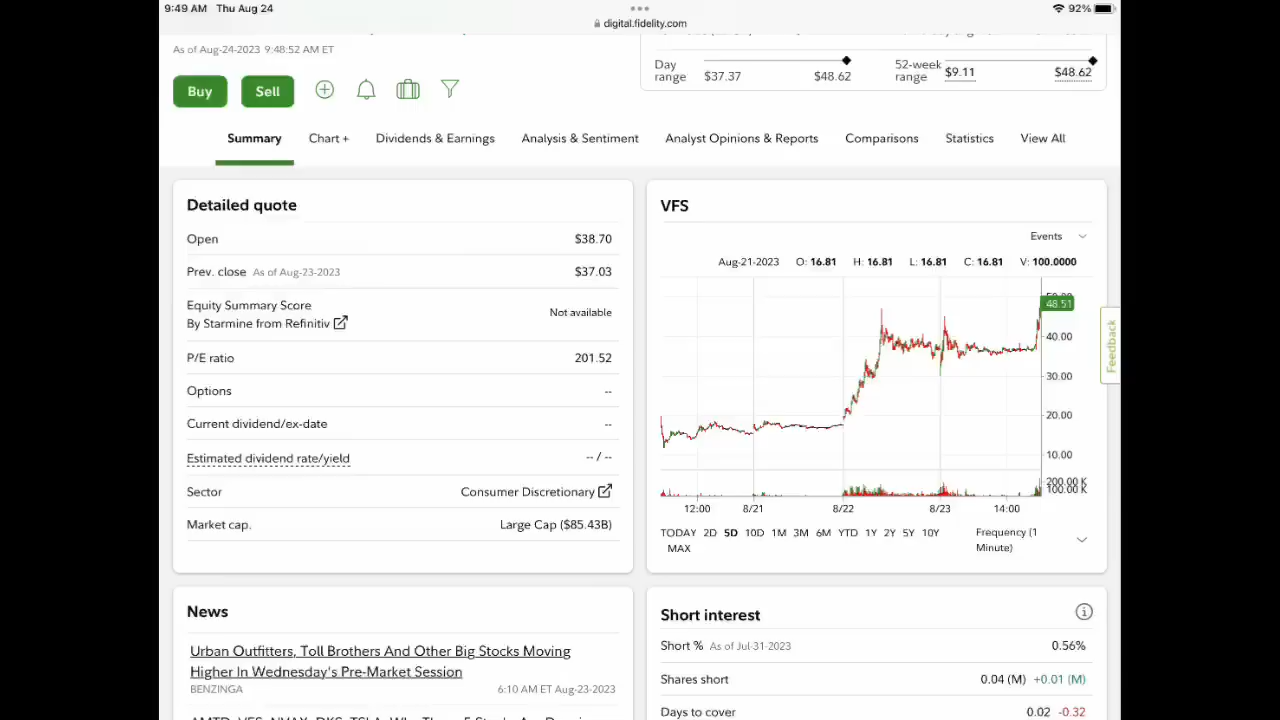 9:49 AM Thu Aug 24
92%
digital.fidelity.com
As of Aug-24-2023 9:48:52 AM ET
Day range
$37.37
$48.62
52-week range
$9.11
$48.62
Buy
Sell
Summary
Chart +
Dividends & Earnings
Analysis & Sentiment
Analyst Opinions & Reports
Comparisons
Statistics
View All
Detailed quote
Open
$38.70
Prev. close As of Aug-23-2023
$37.03
Equity Summary Score
By Starmine from Refinitiv
Not available
P/E ratio
201.52
Options
--
Current dividend/ex-date
--
Estimated dividend rate/yield
-- / --
Sector
Consumer Discretionary
Market cap.
Large Cap ($85.43B)
VFS
Events
Aug-21-2023 O: 16.81 H: 16.81 L: 16.81 C: 16.81 V: 100.0000
50.00
48.51
40.00
30.00
20.00
10.00
200.00 K
100.00 K
12:00
8/21
8/22
8/23
14:00
TODAY 2D 5D 10D 1M 3M 6M YTD 1Y 2Y 5Y 10Y
MAX
Frequency (1
Minute)
Feedback
News
Urban Outfitters, Toll Brothers And Other Big Stocks Moving
Higher In Wednesday's Pre-Market Session
BENZINGA
6:10 AM ET Aug-23-2023
Short interest
Short % As of Jul-31-2023
0.56%
Shares short
0.04 (M) +0.01 (M)
Days to cover
0.02 -0.32